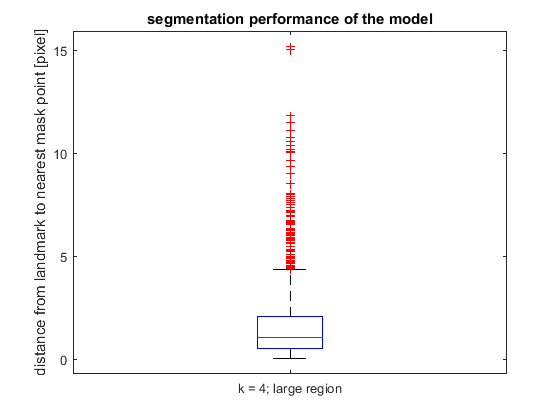 segmentation performance of the model
distance from landmark to nearest mask point [pixel]
15
10
5
0
k = 4; large region